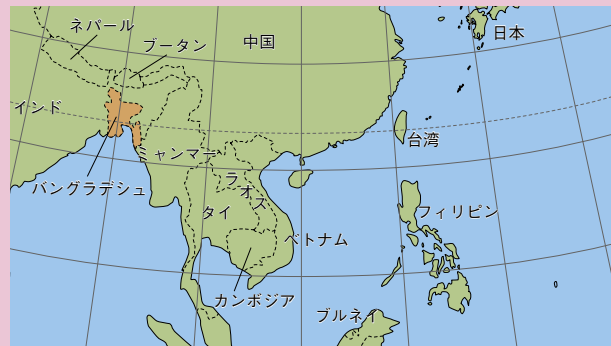 ネパール
ブータン
中国
日本
インド
台湾
ャンマー
バングラデシュ
ラオス
タイ
フィリピン
ベトナム
カンボジア
ブルネイ